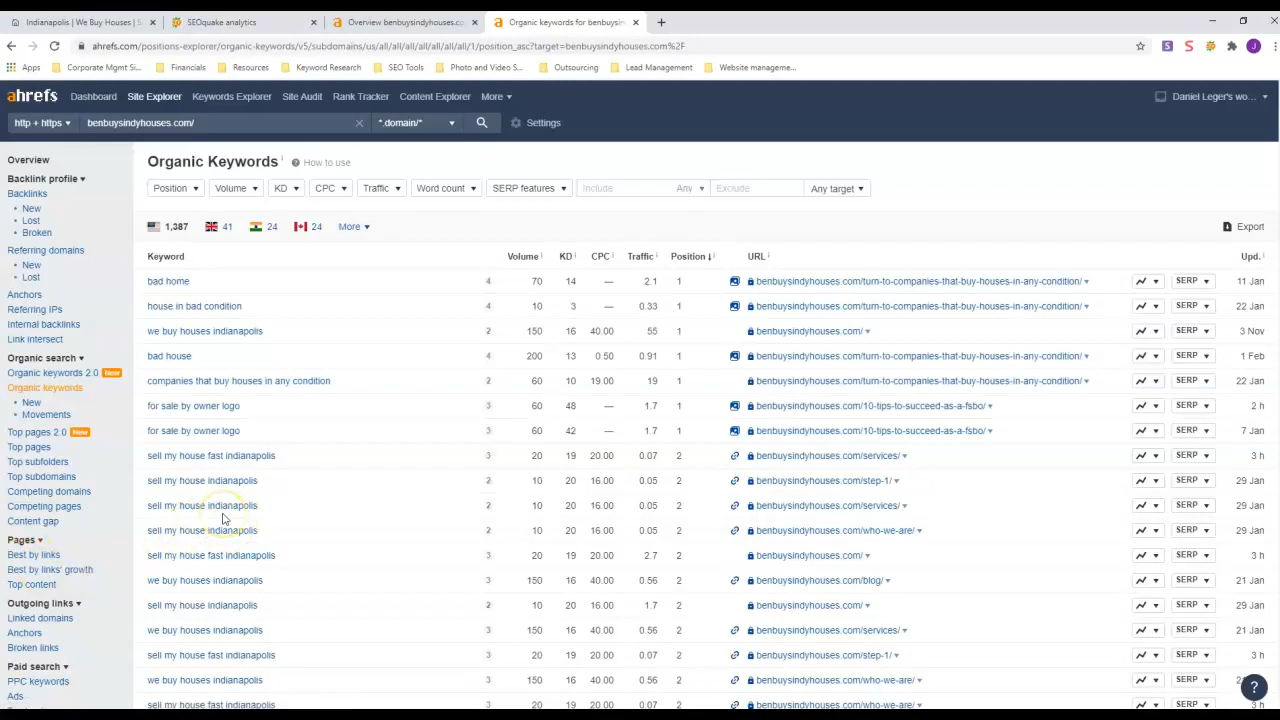 Indianapolis | We Buy Houses | S
SEOquake analytics
Overview benbuysindyhouses.co
Organic keywords for benbuysin
ahrefs.com/positions-explorer/organic-keywords/v5/subdomains/us/all/all/all/all/all/all/1/position_asc?target=benbuysindyhouses.com%2F
Apps Corporate Mgmt Si... Financials Resources Keyword Research SEO Tools Photo and Video S... Outsourcing Lead Management Website manageme...
ahrefs Dashboard Site Explorer Keywords Explorer Site Audit Rank Tracker Content Explorer More Daniel Leger's wo...
http + https benbuysindyhouses.com/ *.domain/* Settings
Overview
Backlink profile
Backlinks
New
Lost
Broken
Referring domains
New
Lost
Anchors
Referring IPs
Internal backlinks
Link intersect
Organic search
Organic keywords 2.0 New
Organic keywords
New
Movements
Top pages 2.0 New
Top pages
Top subfolders
Top subdomains
Competing domains
Competing pages
Content gap
Pages
Best by links
Best by links' growth
Top content
Outgoing links
Linked domains
Anchors
Broken links
Paid search
PPC keywords
Ads
Organic Keywords i ? How to use
Position Volume KD CPC Traffic Word count SERP features Include Any Exclude Any target
1,387 41 24 24 More Export
Keyword Volume KD CPC Traffic Position URL Upd.
bad home 4 70 14 — 2.1 1 benbuysindyhouses.com/turn-to-companies-that-buy-houses-in-any-condition/ SERP 11 Jan
house in bad condition 4 10 3 — 0.33 1 benbuysindyhouses.com/turn-to-companies-that-buy-houses-in-any-condition/ SERP 22 Jan
we buy houses indianapolis 2 150 16 40.00 55 1 benbuysindyhouses.com/ SERP 3 Nov
bad house 4 200 13 0.50 0.91 1 benbuysindyhouses.com/turn-to-companies-that-buy-houses-in-any-condition/ SERP 1 Feb
companies that buy houses in any condition 2 60 10 19.00 19 1 benbuysindyhouses.com/turn-to-companies-that-buy-houses-in-any-condition/ SERP 22 Jan
for sale by owner logo 3 60 48 — 1.7 1 benbuysindyhouses.com/10-tips-to-succeed-as-a-fsbo/ SERP 2 h
for sale by owner logo 3 60 42 — 1.7 1 benbuysindyhouses.com/10-tips-to-succeed-as-a-fsbo/ SERP 7 Jan
sell my house fast indianapolis 3 20 19 20.00 0.07 2 benbuysindyhouses.com/services/ SERP 3 h
sell my house indianapolis 2 10 20 16.00 0.05 2 benbuysindyhouses.com/step-1/ SERP 29 Jan
sell my house indianapolis 2 10 20 16.00 0.05 2 benbuysindyhouses.com/services/ SERP 29 Jan
sell my house indianapolis 2 10 20 16.00 0.05 2 benbuysindyhouses.com/who-we-are/ SERP 29 Jan
sell my house fast indianapolis 3 20 19 20.00 2.7 2 benbuysindyhouses.com/ SERP 3 h
we buy houses indianapolis 3 150 16 40.00 0.56 2 benbuysindyhouses.com/blog/ SERP 21 Jan
sell my house indianapolis 2 10 20 16.00 1.7 2 benbuysindyhouses.com/ SERP 29 Jan
we buy houses indianapolis 3 150 16 40.00 0.56 2 benbuysindyhouses.com/services/ SERP 21 Jan
sell my house fast indianapolis 3 20 19 20.00 0.07 2 benbuysindyhouses.com/step-1/ SERP 3 h
we buy houses indianapolis 3 150 16 40.00 0.56 2 benbuysindyhouses.com/who-we-are/ SERP
sell my house fast indianapolis 3 20 19 20.00 0.07 2 benbuysindyhouses.com/who-we-are/ SERP 3 h